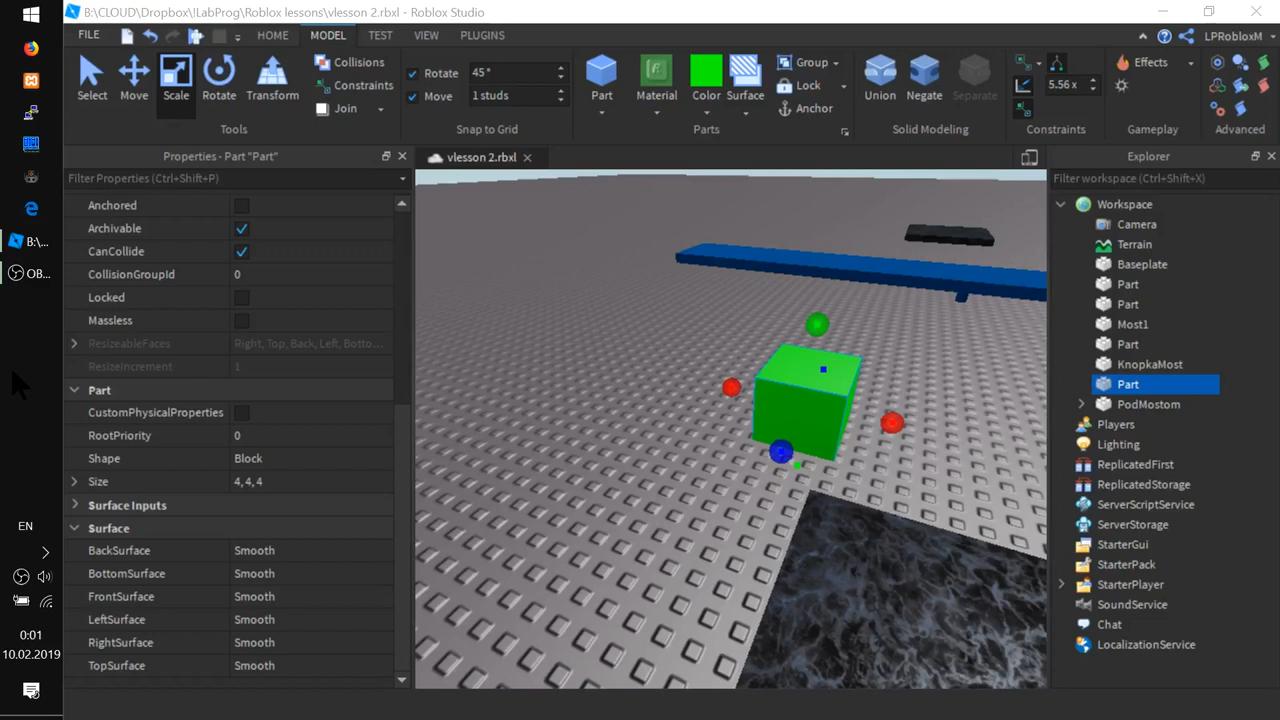 B:\CLOUD\Dropbox\!LabProg\Roblox lessons\vlesson 2.rbxl - Roblox Studio
FILE HOME MODEL TEST VIEW PLUGINS LPRobloxM
Select Move Scale Rotate Transform
Collisions
Constraints
Join
Tools
Rotate 45°
Move 1 studs
Snap to Grid
Part Material Color Surface
Group
Lock
Anchor
Parts
Union Negate Separate
Solid Modeling
5.56 x
Constraints
Effects
Gameplay
Advanced
Properties - Part "Part"
Filter Properties (Ctrl+Shift+P)
Anchored
Archivable
CanCollide
CollisionGroupId 0
Locked
Massless
ResizeableFaces Right, Top, Back, Left, Botto...
ResizeIncrement 1
Part
CustomPhysicalProperties
RootPriority 0
Shape Block
Size 4, 4, 4
Surface Inputs
Surface
BackSurface Smooth
BottomSurface Smooth
FrontSurface Smooth
LeftSurface Smooth
RightSurface Smooth
TopSurface Smooth
vlesson 2.rbxl
Explorer
Filter workspace (Ctrl+Shift+X)
Workspace
Camera
Terrain
Baseplate
Part
Part
Most1
Part
KnopkaMost
Part
PodMostom
Players
Lighting
ReplicatedFirst
ReplicatedStorage
ServerScriptService
ServerStorage
StarterGui
StarterPack
StarterPlayer
SoundService
Chat
LocalizationService
B:\...
OB...
EN
0:01
10.02.2019